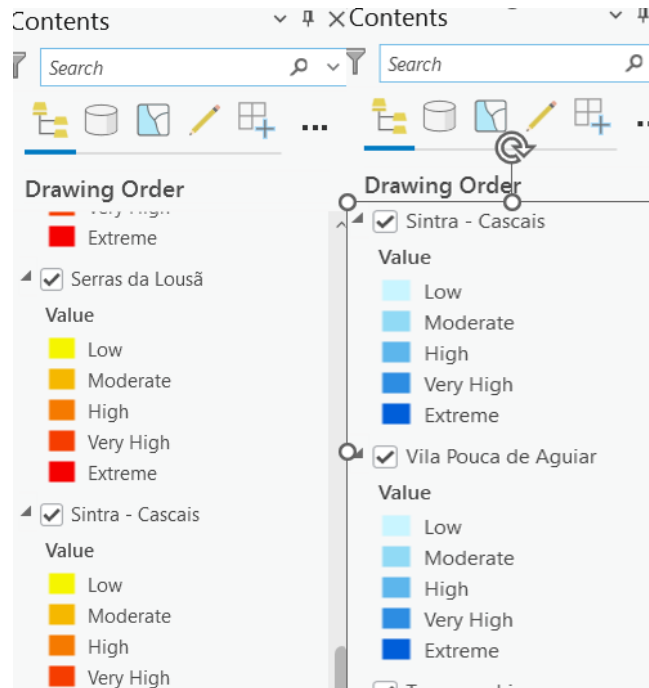 Contents
Search
Drawing Order
Very High
Extreme
Serras da Lousã
Value
Low
Moderate
High
Very High
Extreme
Sintra - Cascais
Value
Low
Moderate
High
Very High
Contents
Search
Drawing Order
Sintra - Cascais
Value
Low
Moderate
High
Very High
Extreme
Vila Pouca de Aguiar
Value
Low
Moderate
High
Very High
Extreme